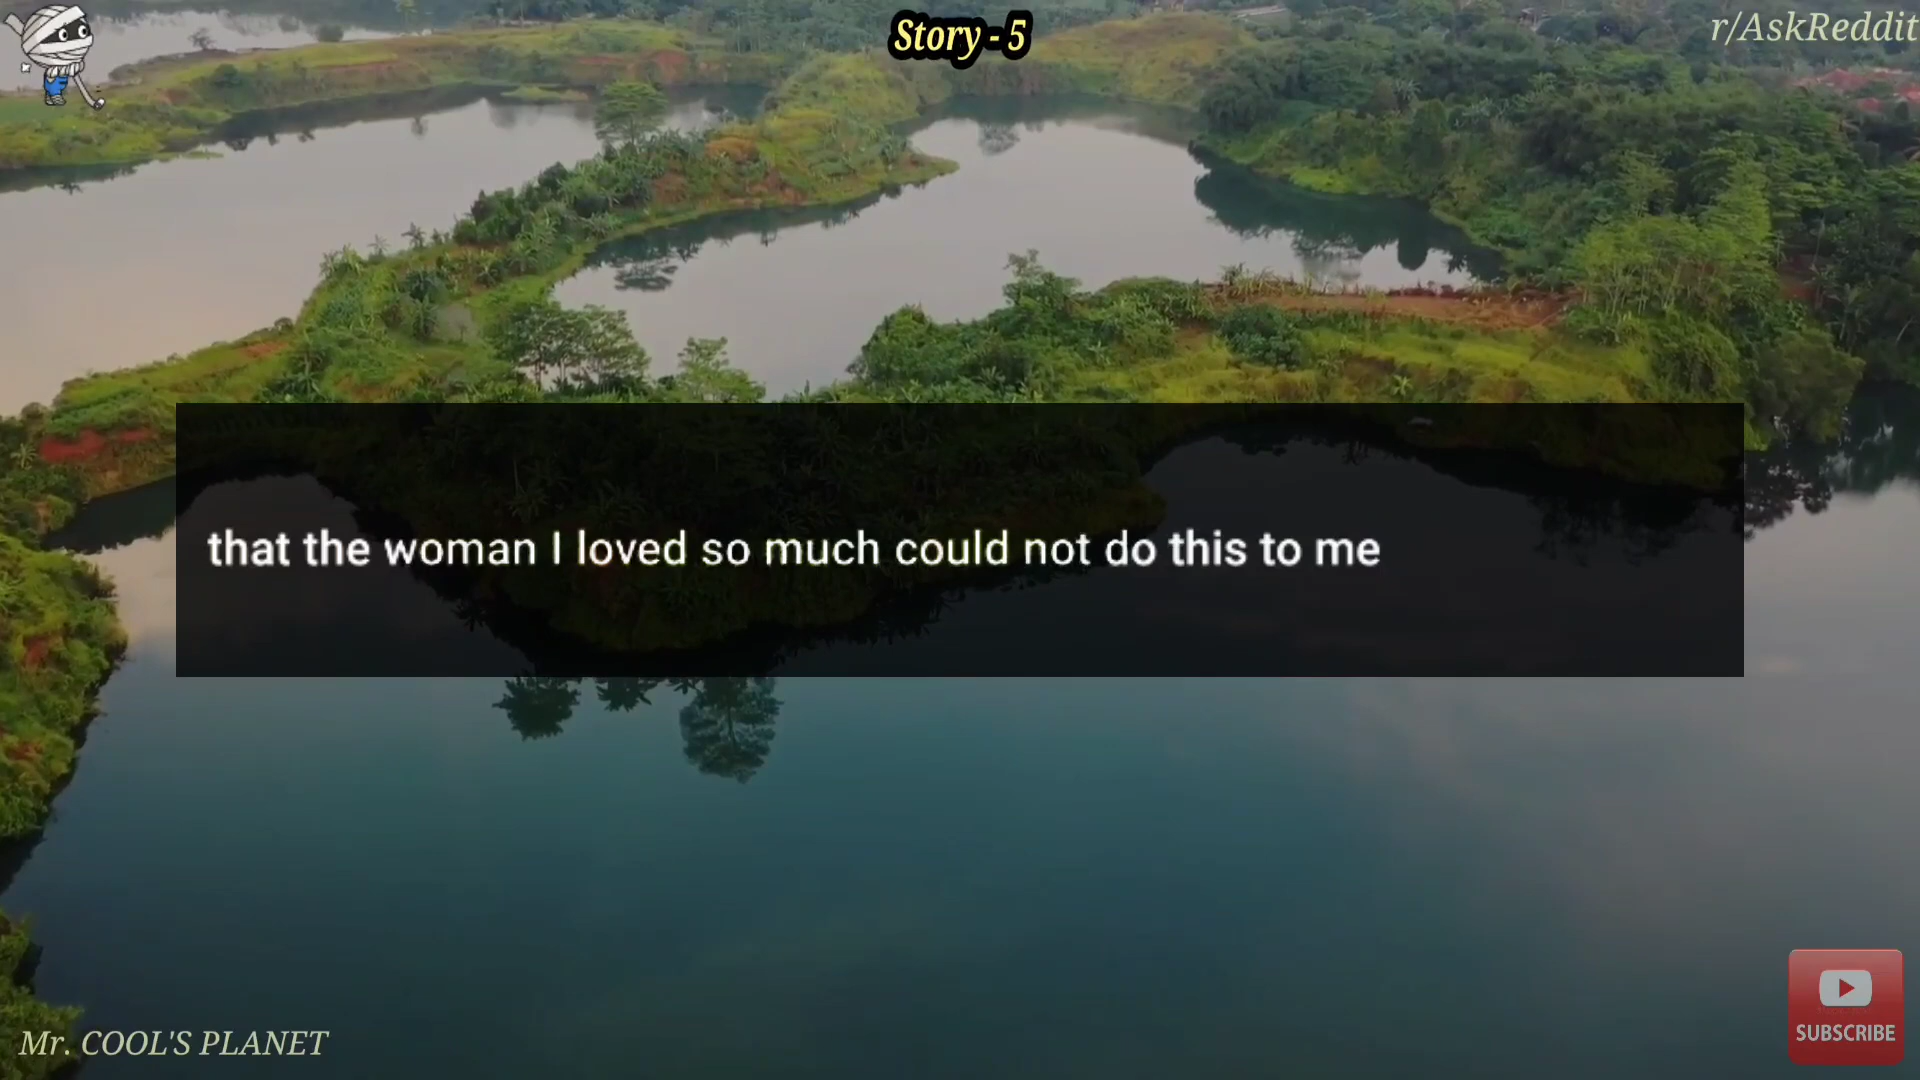 Story - 5
r/AskReddit
that the woman I loved so much could not do this to me
Mr. COOL'S PLANET
SUBSCRIBE